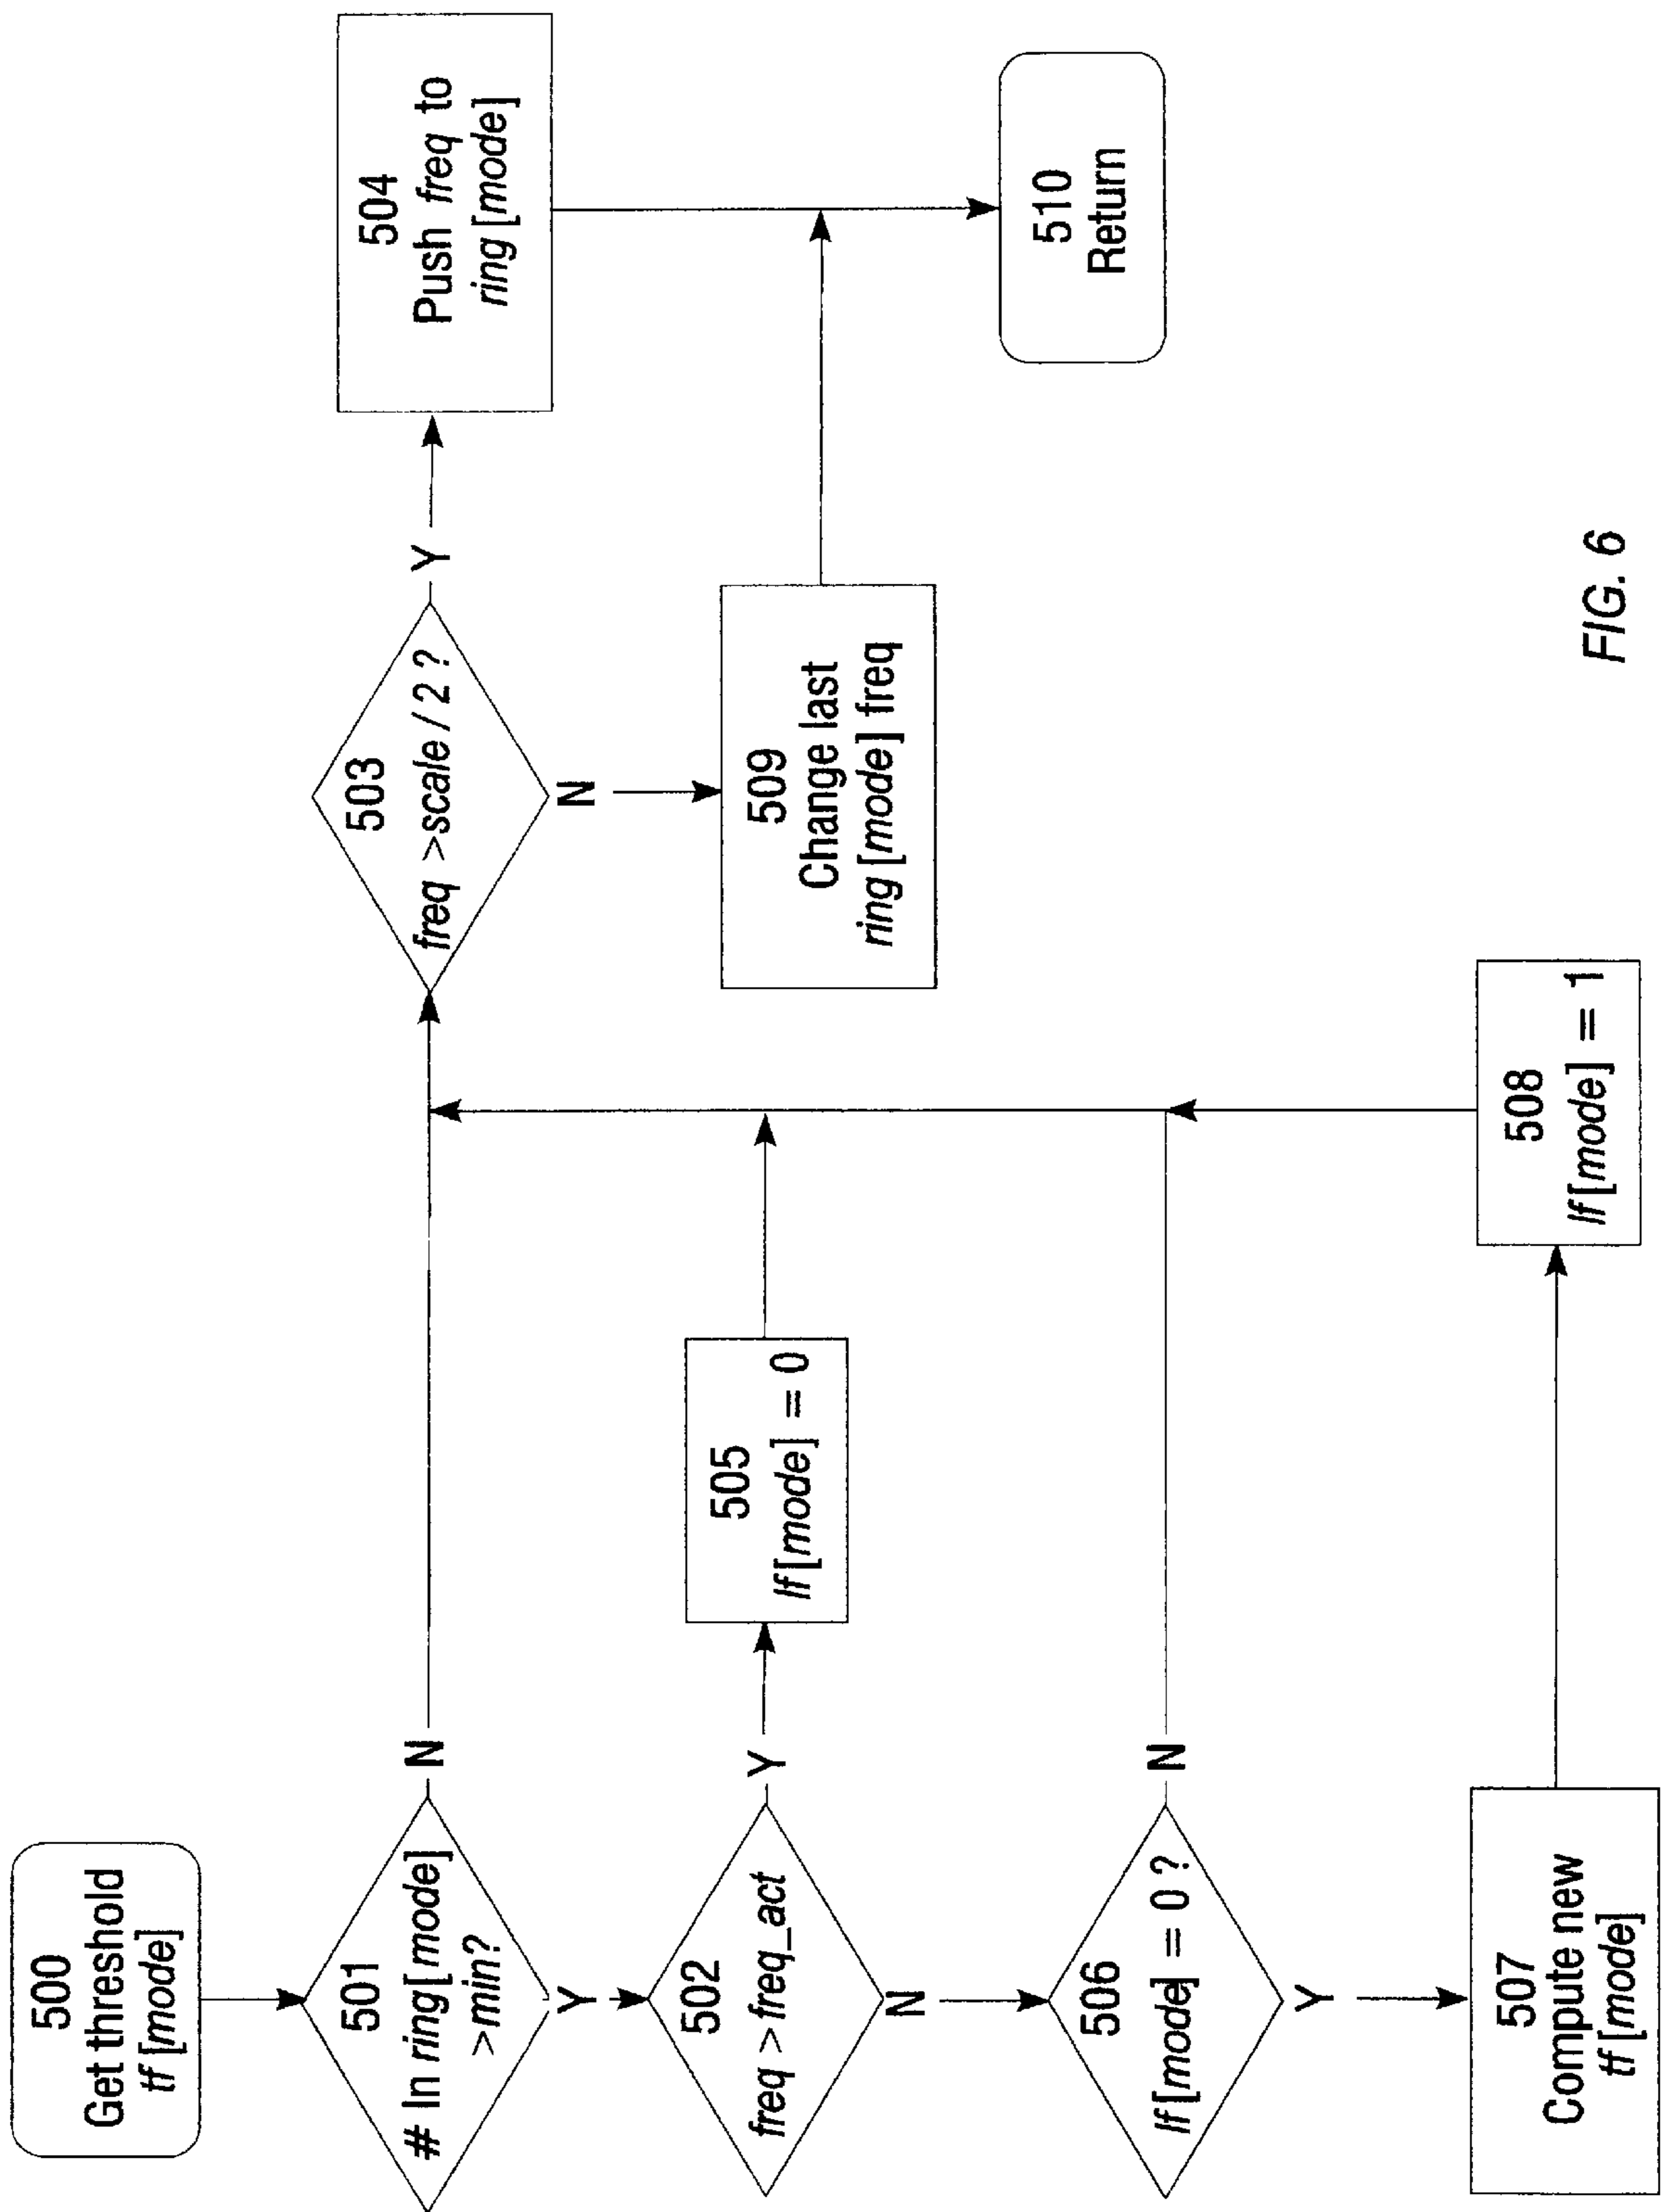 500
Get threshold
tf [mode]
501
# In ring[mode]
>min?
N
Y
502
freq >freq_act
Y
N
505
lf[mode] = 0
506
lf[mode] = 0 ?
N
Y
507
Compute new
tf [mode]
508
lf[mode] = 1
503
freq >scale / 2 ?
Y
N
504
Push freq to
ring [mode]
509
Change last
ring [mode] freq
510
Return
FIG. 6